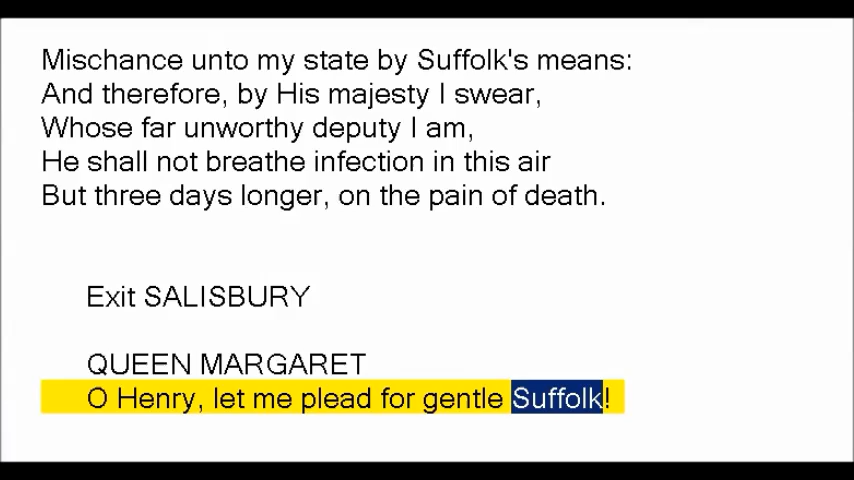 Mischance unto my state by Suffolk's means:
And therefore, by His majesty I swear,
Whose far unworthy deputy I am,
He shall not breathe infection in this air
But three days longer, on the pain of death.
Exit SALISBURY
QUEEN MARGARET
O Henry, let me plead for gentle Suffolk!